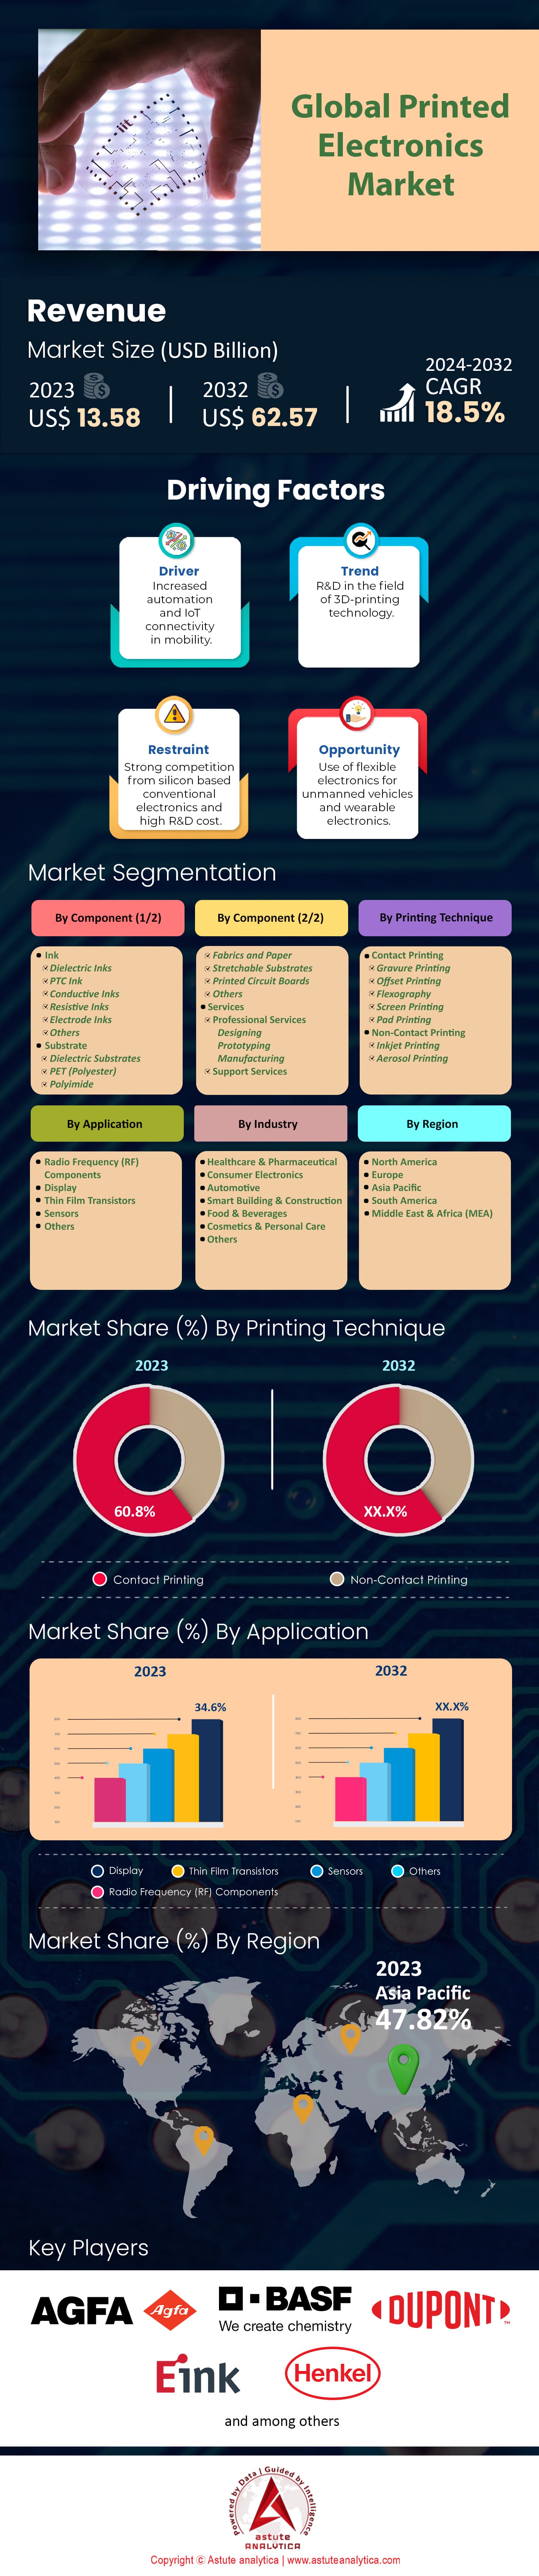 Global Printed
Electronics
Market
Revenue
Market Size (USD Billion)
2023
US$ 13.58
2032
US$ 62.57
2024-2032
CAGR
18.5%
Driving Factors
Driver
Increased
automation
and IoT
connectivity
in mobility.
Trend
R&D in the field
of 3D-printing
technology.
Restraint
Strong competition
from silicon based
conventional
electronics and
high R&D cost.
Opportunity
Use of flexible
electronics for
unmanned vehicles
and wearable
electronics.
Market Segmentation
By Component (1/2)
Ink
Dielectric Inks
PTC Ink
Conductive Inks
Resistive Inks
Electrode Inks
Others
Substrate
Dielectric Substrates
PET (Polyester)
Polyimide
By Component (2/2)
Fabrics and Paper
Stretchable Substrates
Printed Circuit Boards
Others
Services
Professional Services
Designing
Prototyping
Manufacturing
Support Services
By Printing Technique
Contact Printing
Gravure Printing
Offset Printing
Flexography
Screen Printing
Pad Printing
Non-Contact Printing
Inkjet Printing
Aerosol Printing
By Application
Radio Frequency (RF)
Components
Display
Thin Film Transistors
Sensors
Others
By Industry
Healthcare & Pharmaceutical
Consumer Electronics
Automotive
Smart Building & Construction
Food & Beverages
Cosmetics & Personal Care
Others
By Region
North America
Europe
Asia Pacific
South America
Middle East & Africa (MEA)
Market Share (%) By Printing Technique
2023
60.8%
2032
XX.X%
Contact Printing
Non-Contact Printing
Market Share (%) By Application
2023
34.6%
2032
XX.X%
Display
Thin Film Transistors
Sensors
Others
Radio Frequency (RF) Components
Market Share (%) By Region
2023
Asia Pacific
47.82%
Key Players
AGFA
Agfa
BASF
We create chemistry
DUPONT
TM
Eink
Henkel
and among others
Powered by Data | Guided by Intelligence
astute
ANALYTICA
Copyright © Astute analytica | www.astuteanalytica.com